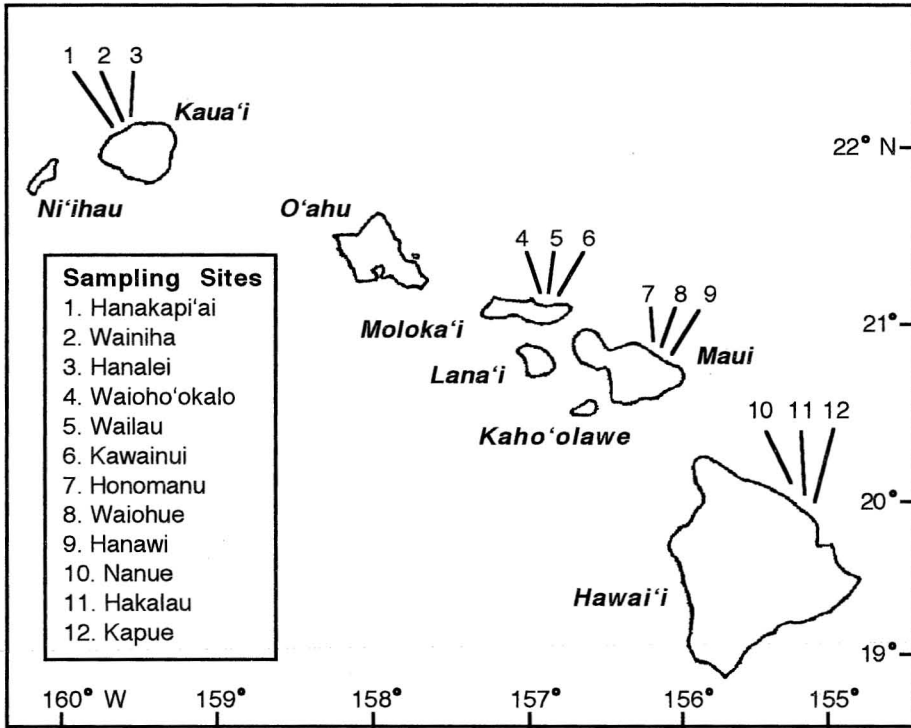 1 2 3
Kaua‘i
22° N
Ni‘ihau
O‘ahu
4 5 6
7 8 9
21°
Moloka‘i
Maui
Lana‘i
Kaho‘olawe
10 11 12
20°
Hawai‘i
19°
Sampling Sites
1. Hanakapi‘ai
2. Wainiha
3. Hanalei
4. Waioho‘okalo
5. Wailau
6. Kawainui
7. Honomanu
8. Waiohue
9. Hanawi
10. Nanue
11. Hakalau
12. Kapue
160° W 159° 158° 157° 156° 155°